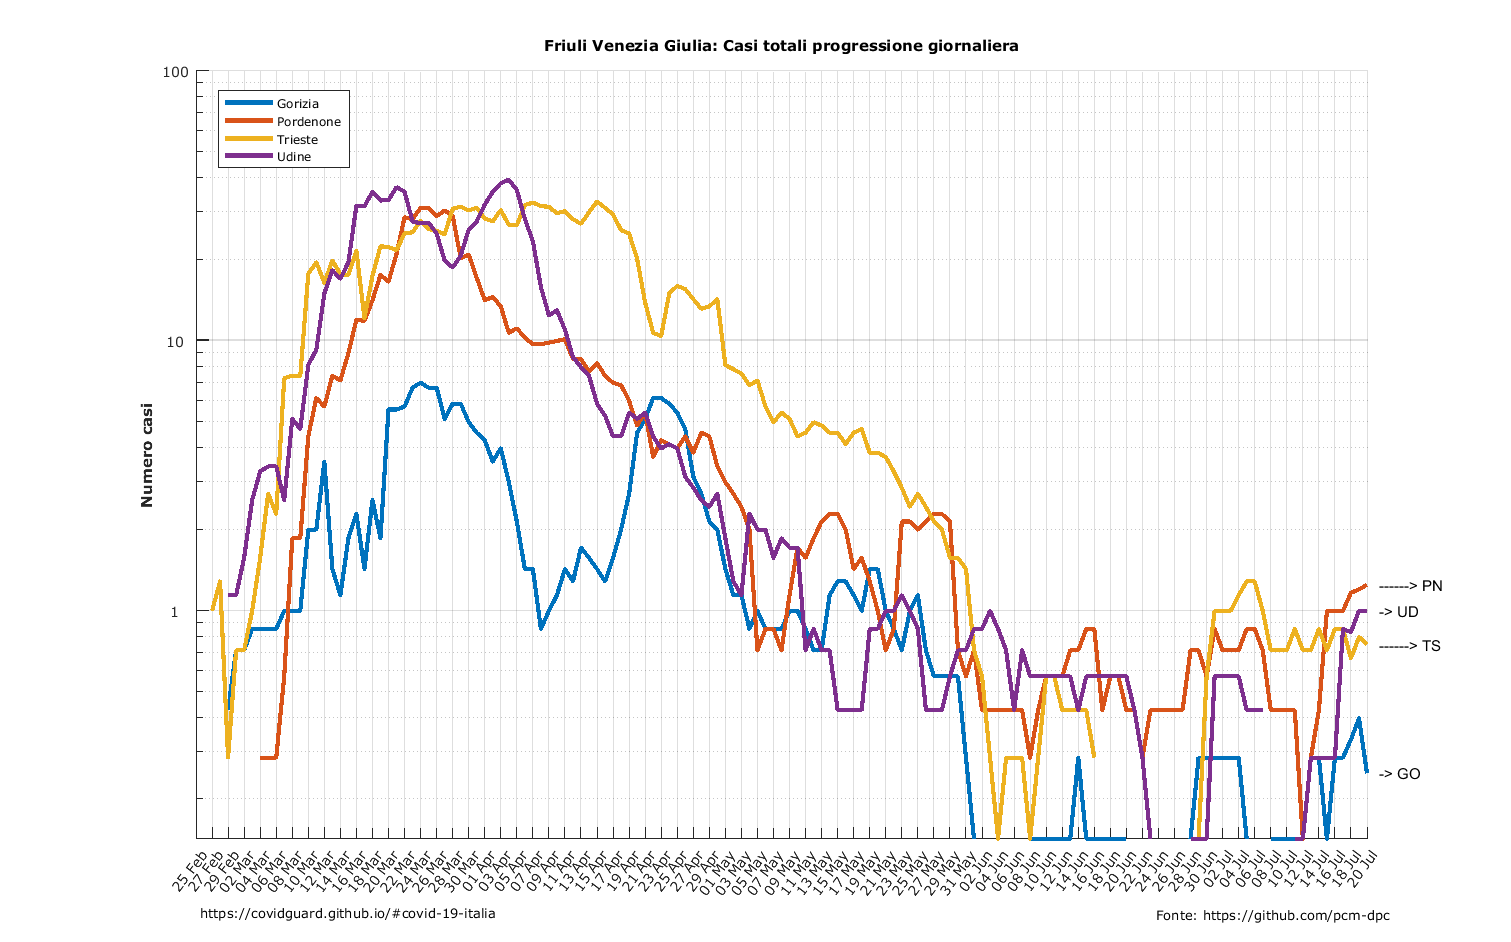 Friuli Venezia Giulia: Casi totali progressione giornaliera
100
10
1
Numero casi
Gorizia
Pordenone
Trieste
Udine
------> PN
-> UD
------> TS
-> GO
25 Feb
27 Feb
29 Feb
02 Mar
04 Mar
06 Mar
08 Mar
10 Mar
12 Mar
14 Mar
16 Mar
18 Mar
20 Mar
22 Mar
24 Mar
26 Mar
28 Mar
30 Mar
01 Apr
03 Apr
05 Apr
07 Apr
09 Apr
11 Apr
13 Apr
15 Apr
17 Apr
19 Apr
21 Apr
23 Apr
25 Apr
27 Apr
29 Apr
01 May
03 May
05 May
07 May
09 May
11 May
13 May
15 May
17 May
19 May
21 May
23 May
25 May
27 May
29 May
31 May
02 Jun
04 Jun
06 Jun
08 Jun
10 Jun
12 Jun
14 Jun
16 Jun
18 Jun
20 Jun
22 Jun
24 Jun
26 Jun
28 Jun
30 Jun
02 Jul
04 Jul
06 Jul
08 Jul
10 Jul
12 Jul
14 Jul
16 Jul
18 Jul
20 Jul
https://covidguard.github.io/#covid-19-italia
Fonte: https://github.com/pcm-dpc